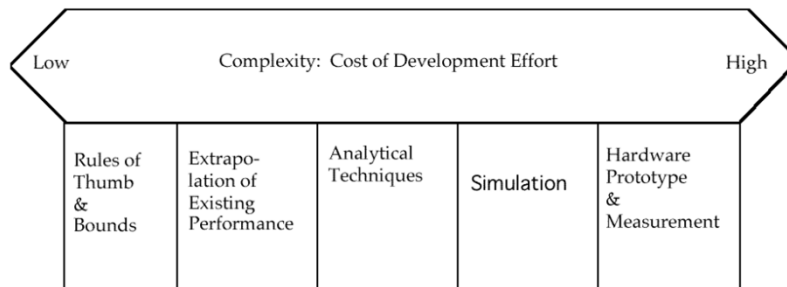 Low Complexity: Cost of Development Effort High
Rules of
Thumb
&
Bounds
Extrapo-
lation of
Existing
Performance
Analytical
Techniques
Simulation
Hardware
Prototype
&
Measurement